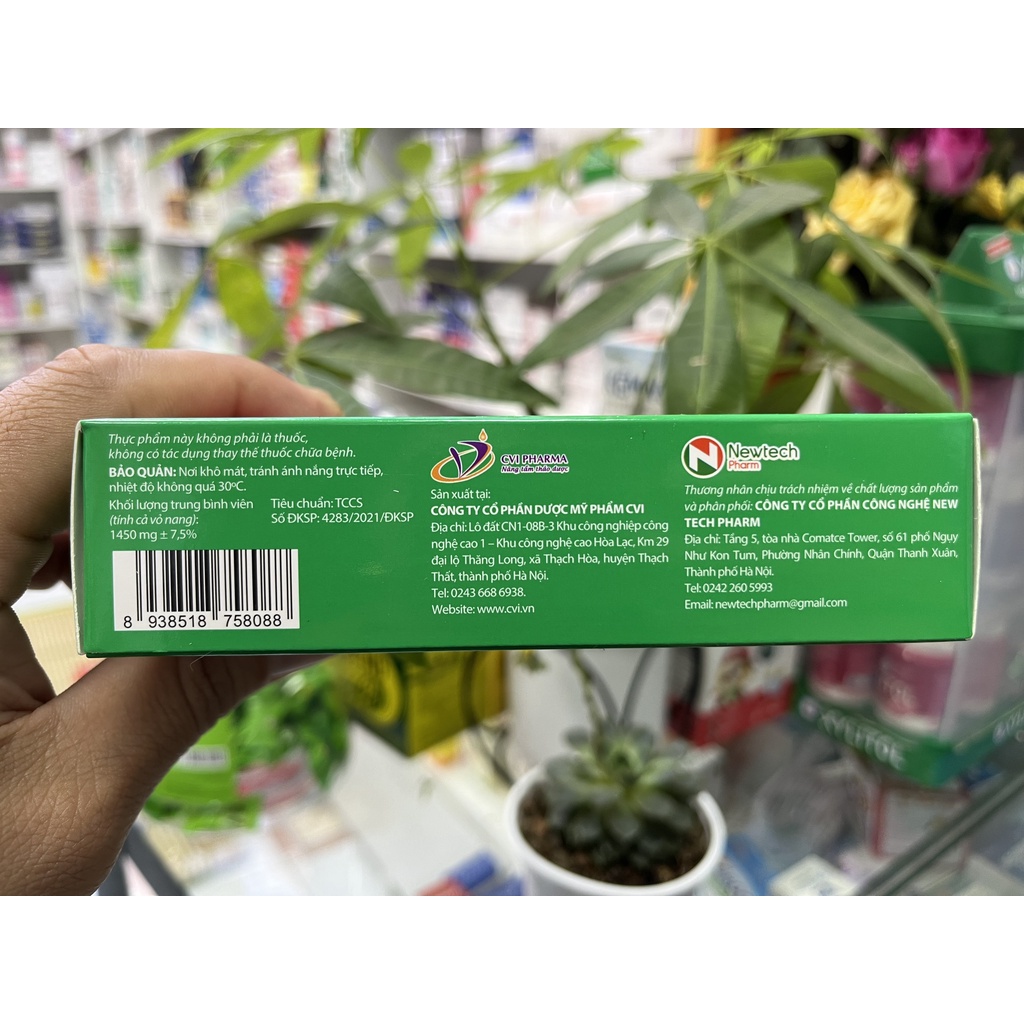 Thực phẩm này không phải là thuốc,
không có tác dụng thay thế thuốc chữa bệnh.
BẢO QUẢN: Nơi khô mát, tránh ánh nắng trực tiếp,
nhiệt độ không quá 30ºC.
Khối lượng trung bình viên
(tính cả vỏ nang):
1450 mg ± 7,5%
Tiêu chuẩn: TCCS
Số ĐKSP: 4283/2021/ĐKSP
8 938518 758088
CVI PHARMA
Nâng tầm thảo dược
Sản xuất tại:
CÔNG TY CỔ PHẦN DƯỢC MỸ PHẨM CVI
Địa chỉ: Lô đất CN1-08B-3 Khu công nghiệp công
nghệ cao 1 – Khu công nghệ cao Hòa Lạc, Km 29
đại lộ Thăng Long, xã Thạch Hòa, huyện Thạch
Thất, thành phố Hà Nội.
Tel: 0243 668 6938.
Website: www.cvi.vn
Newtech
Pharm
Thương nhân chịu trách nhiệm về chất lượng sản phẩm
và phân phối: CÔNG TY CỔ PHẦN CÔNG NGHỆ NEW
TECH PHARM
Địa chỉ: Tầng 5, tòa nhà Comatce Tower, số 61 phố Nguy
Như Kon Tum, Phường Nhân Chính, Quận Thanh Xuân,
Thành phố Hà Nội.
Tel: 0242 260 5993
Email: newtechpharm@gmail.com